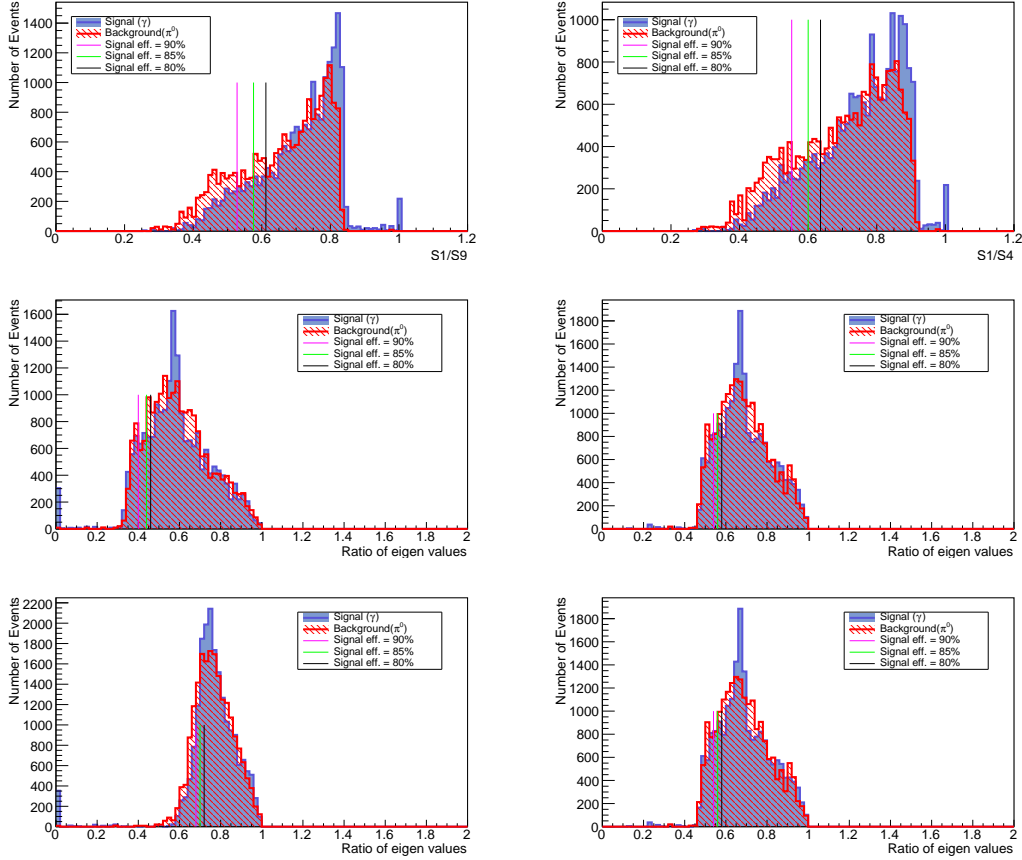 Number of Events
1400
1200
1000
800
600
400
200
0
Signal (γ)
Background(π⁰)
Signal eff. = 90%
Signal eff. = 85%
Signal eff. = 80%
0 0.2 0.4 0.6 0.8 1 1.2
S1/S9
Number of Events
1000
800
600
400
200
0
Signal (γ)
Background(π⁰)
Signal eff. = 90%
Signal eff. = 85%
Signal eff. = 80%
0 0.2 0.4 0.6 0.8 1 1.2
S1/S4
Number of Events
1600
1400
1200
1000
800
600
400
200
0
Signal (γ)
Background(π⁰)
Signal eff. = 90%
Signal eff. = 85%
Signal eff. = 80%
0 0.2 0.4 0.6 0.8 1 1.2 1.4 1.6 1.8 2
Ratio of eigen values
Number of Events
1800
1600
1400
1200
1000
800
600
400
200
0
Signal (γ)
Background(π⁰)
Signal eff. = 90%
Signal eff. = 85%
Signal eff. = 80%
0 0.2 0.4 0.6 0.8 1 1.2 1.4 1.6 1.8 2
Ratio of eigen values
Number of Events
2200
2000
1800
1600
1400
1200
1000
800
600
400
200
0
Signal (γ)
Background(π⁰)
Signal eff. = 90%
Signal eff. = 85%
Signal eff. = 80%
0 0.2 0.4 0.6 0.8 1 1.2 1.4 1.6 1.8 2
Ratio of eigen values
Number of Events
1800
1600
1400
1200
1000
800
600
400
200
0
Signal (γ)
Background(π⁰)
Signal eff. = 90%
Signal eff. = 85%
Signal eff. = 80%
0 0.2 0.4 0.6 0.8 1 1.2 1.4 1.6 1.8 2
Ratio of eigen values